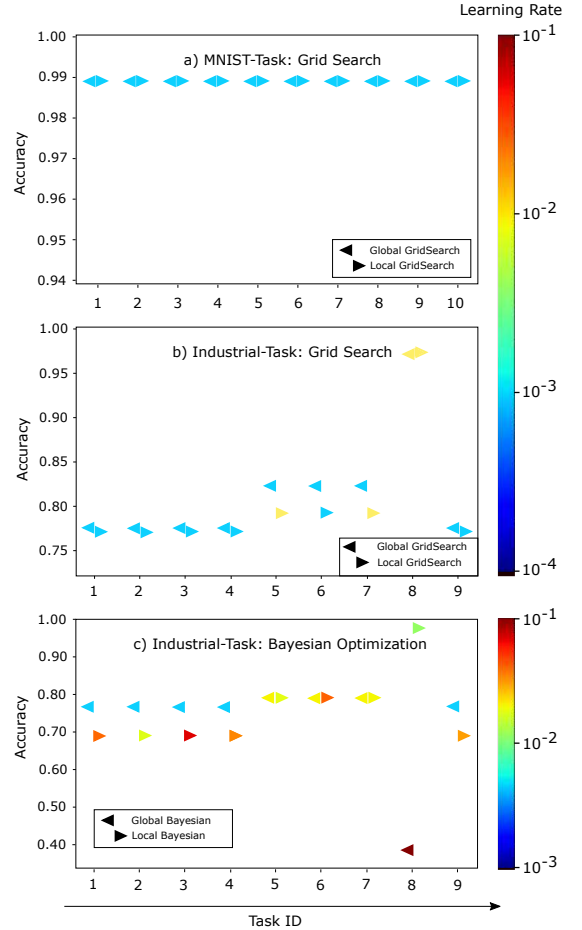 Learning Rate
a) MNIST-Task: Grid Search
1.00
0.99
0.98
0.97
0.96
0.95
0.94
Accuracy
Global GridSearch
Local GridSearch
1 2 3 4 5 6 7 8 9 10
10^-1
10^-2
10^-3
10^-4
b) Industrial-Task: Grid Search
1.00
0.95
0.90
0.85
0.80
0.75
Accuracy
Global GridSearch
Local GridSearch
1 2 3 4 5 6 7 8 9
c) Industrial-Task: Bayesian Optimization
1.00
0.90
0.80
0.70
0.60
0.50
0.40
Accuracy
Global Bayesian
Local Bayesian
1 2 3 4 5 6 7 8 9
10^-1
10^-2
10^-3
Task ID